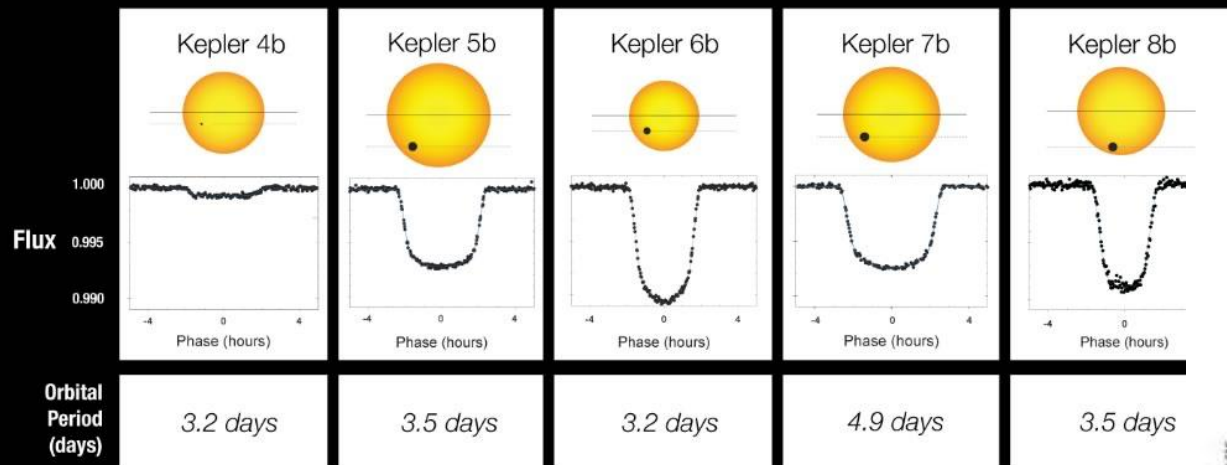 Kepler 4b
Kepler 5b
Kepler 6b
Kepler 7b
Kepler 8b
Flux
1.000
0.995
0.990
-4 0 4
-4 0 4
-4 0 4
-4 0 4
-4 0
Phase (hours)
Phase (hours)
Phase (hours)
Phase (hours)
Phase (hours)
Orbital
Period
(days)
3.2 days
3.5 days
3.2 days
4.9 days
3.5 days